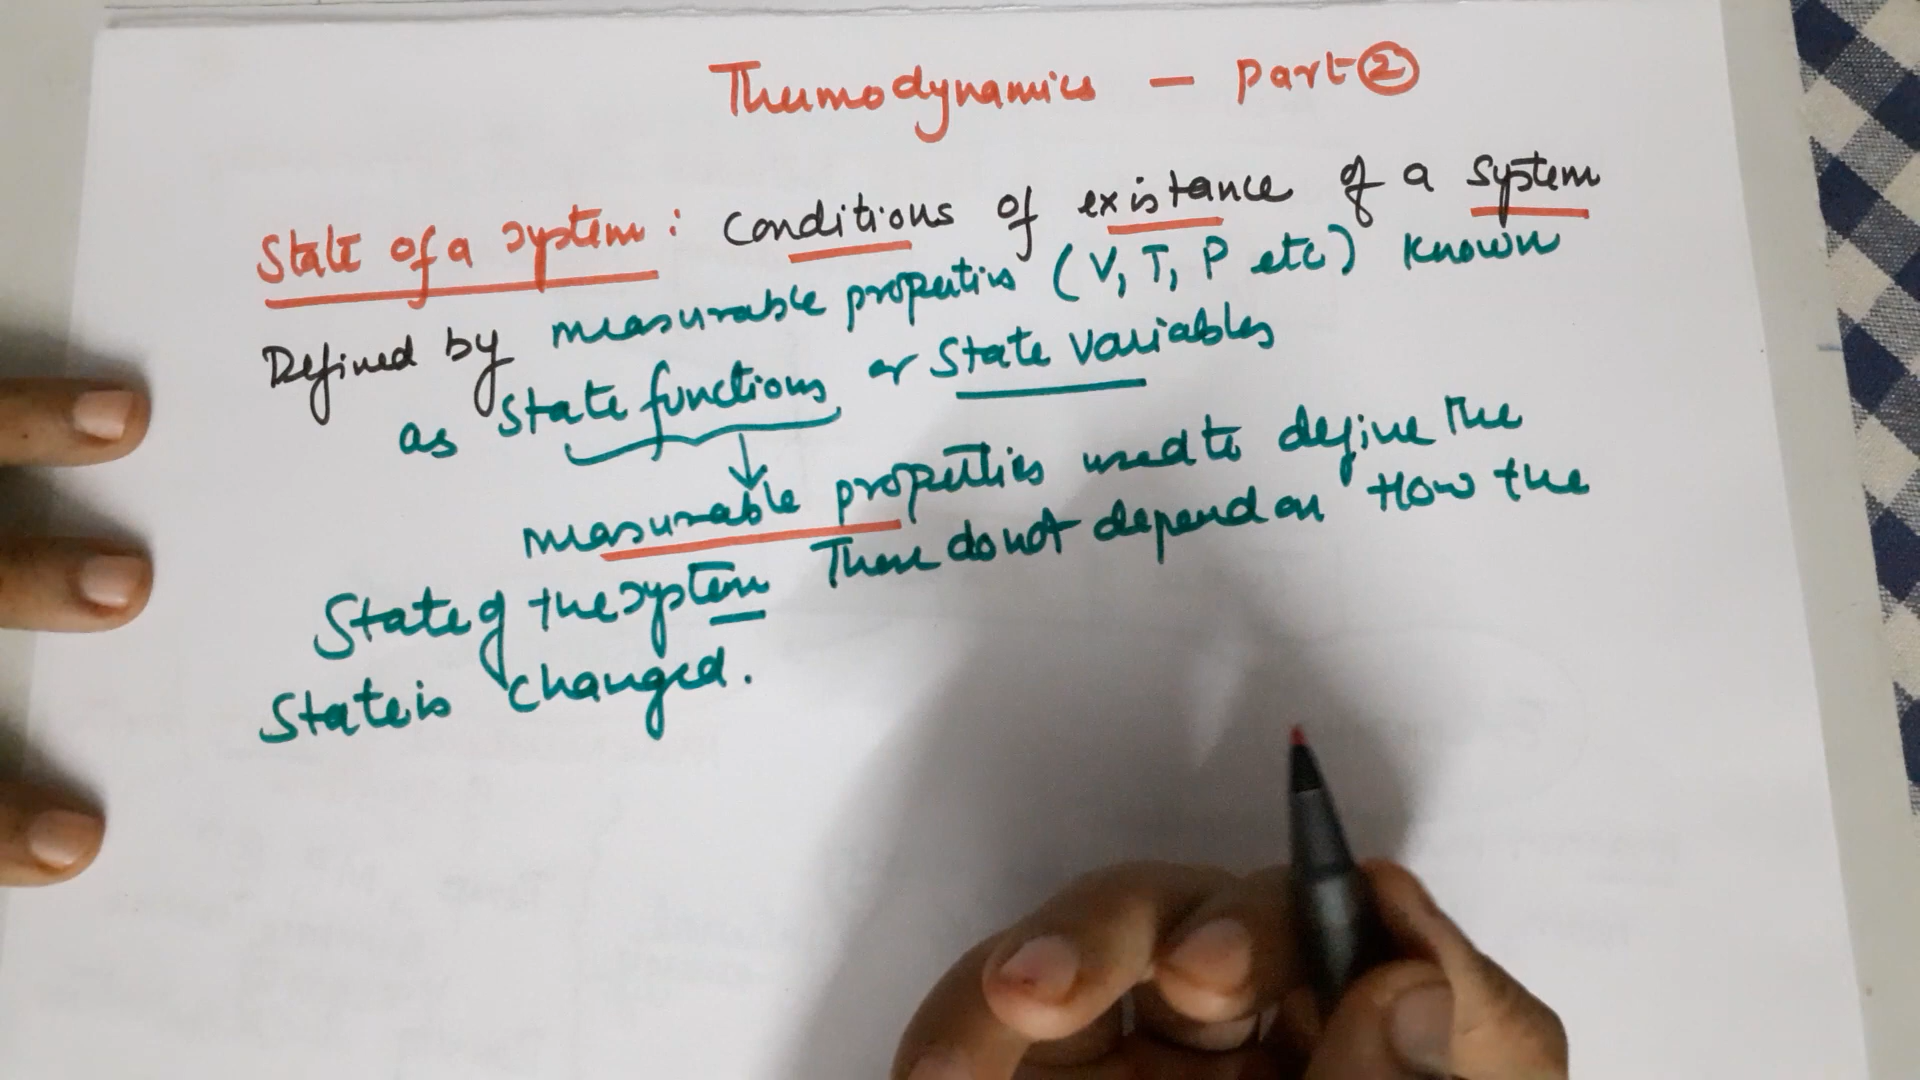 Thermodynamics - Part ②
State of a system : Conditions of existance of a system
Defined by measurable properties (V, T, P etc) known
as State functions or State variables
measurable properties used to define the
State of the system These do not depend on How the
State is changed.